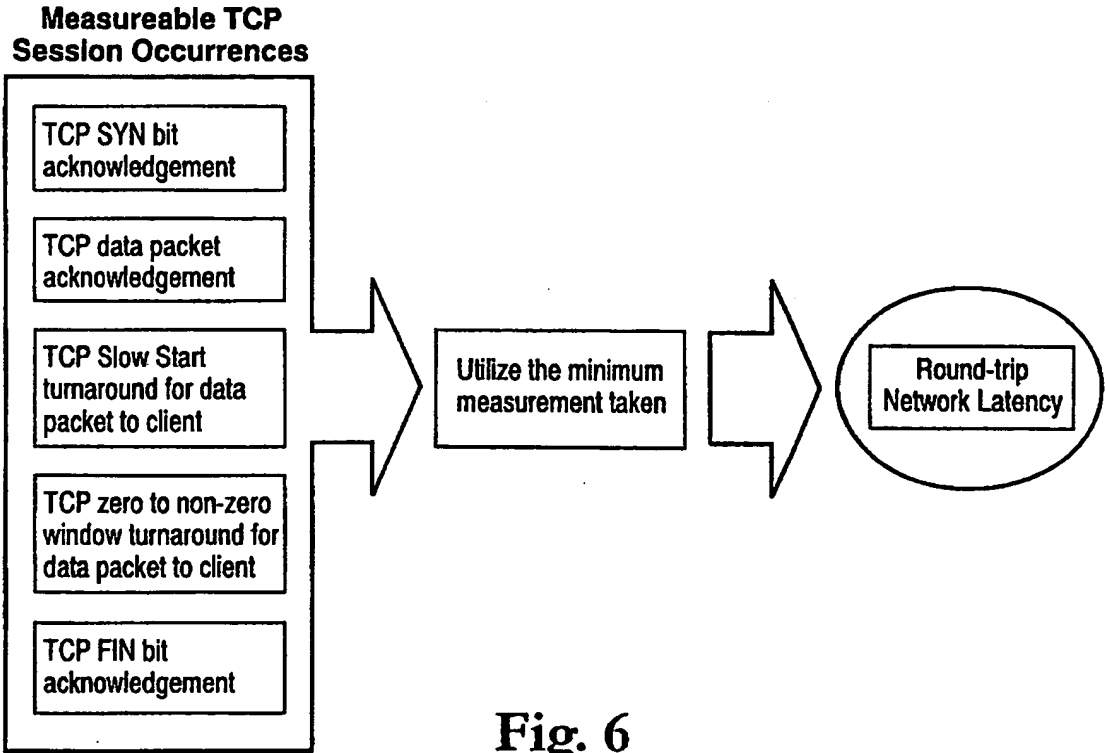 Measureable TCP
Session Occurrences
TCP SYN bit
acknowledgement
TCP data packet
acknowledgement
TCP Slow Start
turnaround for data
packet to client
TCP zero to non-zero
window turnaround for
data packet to client
TCP FIN bit
acknowledgement
Utilize the minimum
measurement taken
Round-trip
Network Latency
Fig. 6